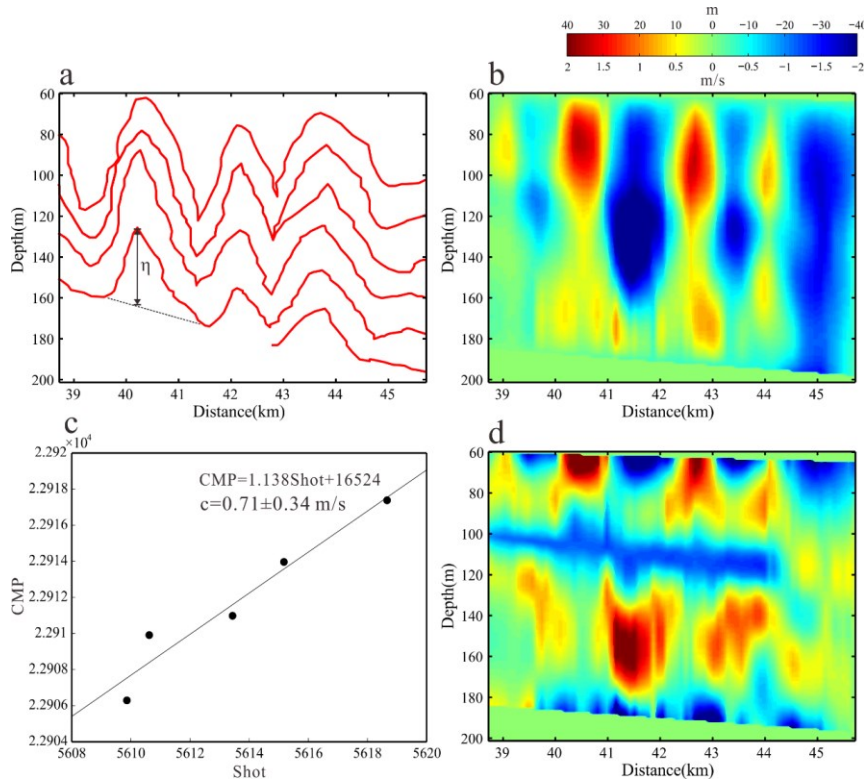 m
40 20 0 -20 -40
2 1.5 1 0.5 0 -0.5 -1 -1.5 -2
m/s
a
60
80
100
120
140
160
180
200
Depth(m)
η
39 40 41 42 43 44 45
Distance(km)
b
60
80
100
120
140
160
180
200
Depth(m)
39 40 41 42 43 44 45
Distance(km)
c
×10⁴
2.292
2.2918
2.2916
2.2914
2.2912
2.291
2.2908
2.2906
2.2904
CMP
CMP=1.138Shot+16524
c=0.71±0.34 m/s
5608 5610 5612 5614 5616 5618 5620
Shot
d
60
80
100
120
140
160
180
200
Depth(m)
39 40 41 42 43 44 45
Distance(km)